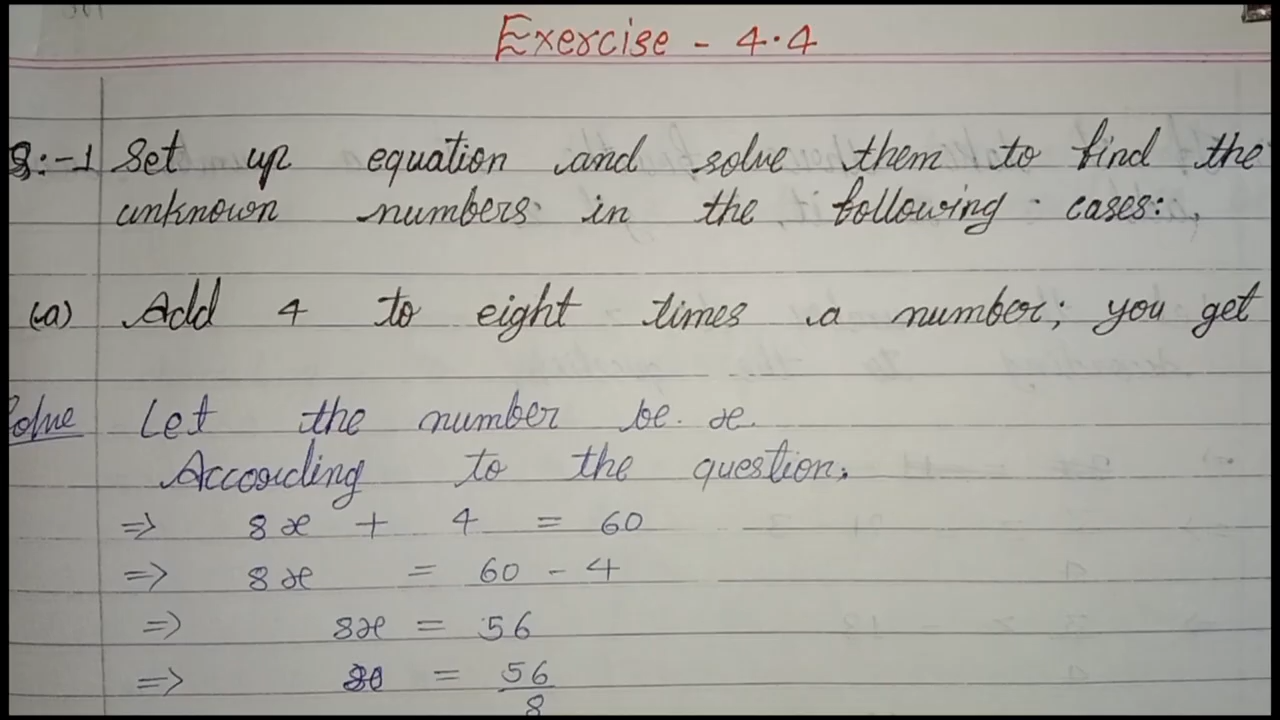 Exercise - 4.4
Q:-1 Set up equation and solve them to find the
unknown numbers in the following cases:
(a) Add 4 to eight times a number; you get
Solve Let the number be x.
According to the question,
=> 8x + 4 = 60
=> 8x = 60 - 4
=> 8x = 56
=> x = 56/8